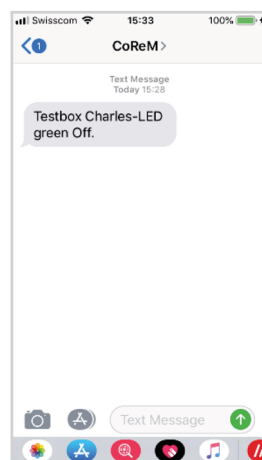 Swisscom 15:33 100%
1 CoReM >
Text Message
Today 15:28
Testbox Charles-LED
green Off.
Text Message